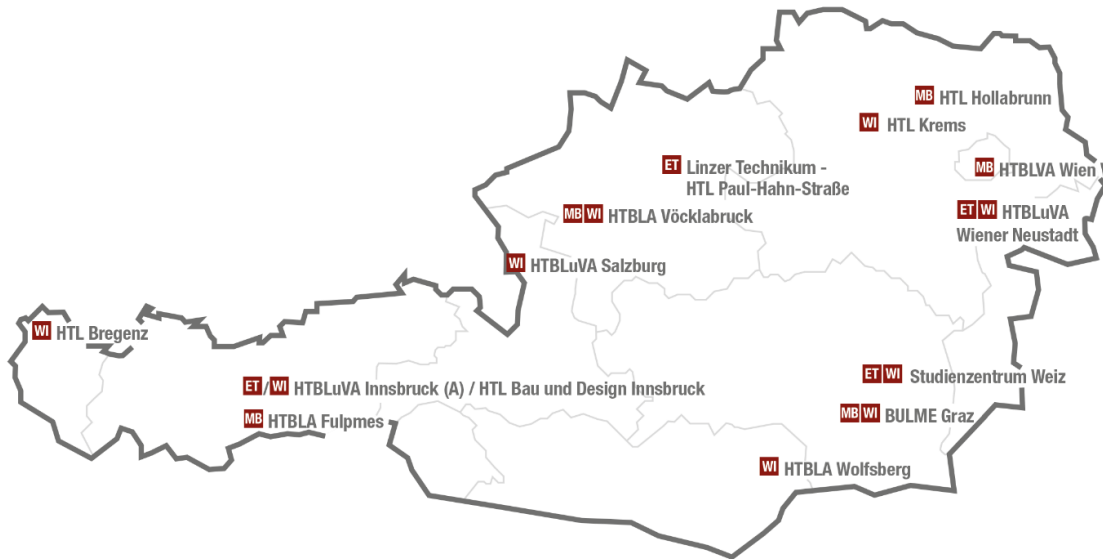 MB HTL Hollabrunn
WI HTL Krems
ET Linzer Technikum -
HTL Paul-Hahn-Straße
MB HTBLVA Wien V
MB WI HTBLA Vöcklabruck
ET WI HTBLuVA
Wiener Neustadt
WI HTBLuVA Salzburg
WI HTL Bregenz
ET / WI HTBLuVA Innsbruck (A) / HTL Bau und Design Innsbruck
ET WI Studienzentrum Weiz
MB HTBLA Fulpmes
MB WI BULME Graz
WI HTBLA Wolfsberg